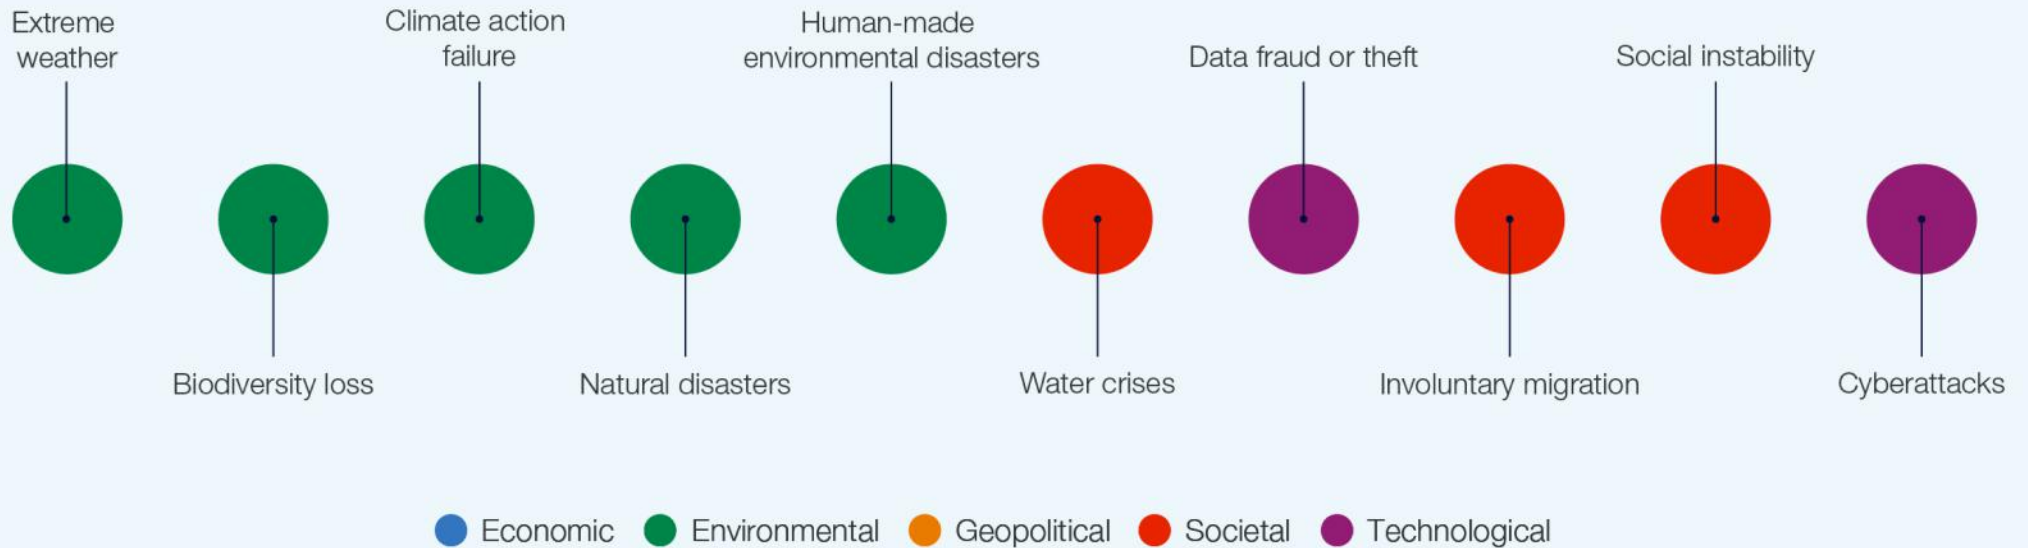 Extreme
weather
Climate action
failure
Human-made
environmental disasters
Data fraud or theft
Social instability
Biodiversity loss
Natural disasters
Water crises
Involuntary migration
Cyberattacks
Economic
Environmental
Geopolitical
Societal
Technological